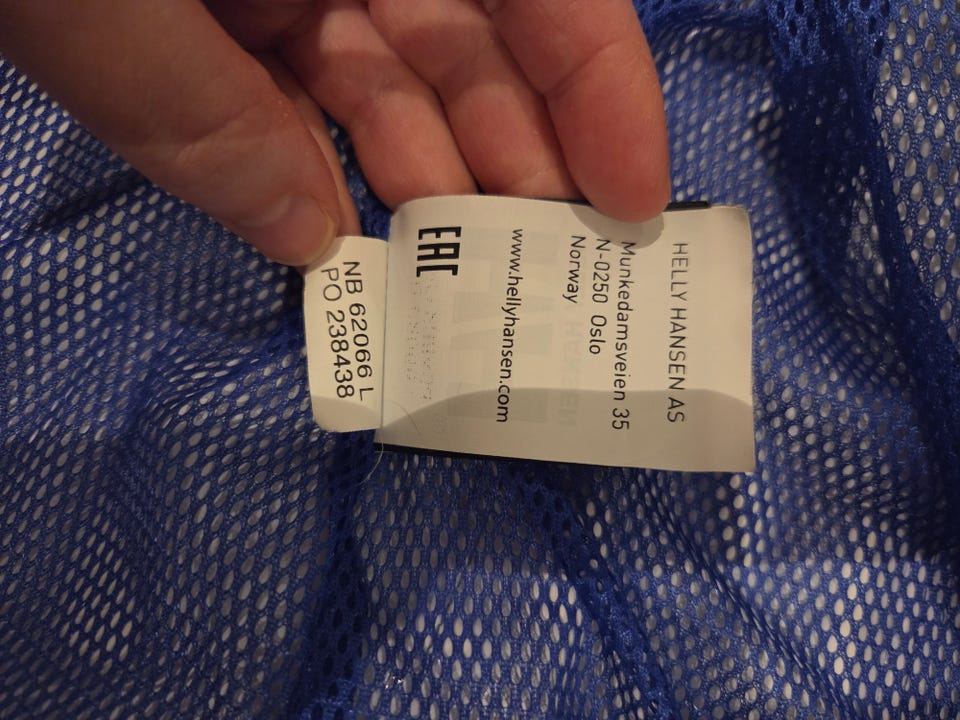 HELLY HANSEN AS
Munkedamsveien 35
N-0250 Oslo
Norway
www.hellyhansen.com
EAC
NB 62066 L
PO 238438